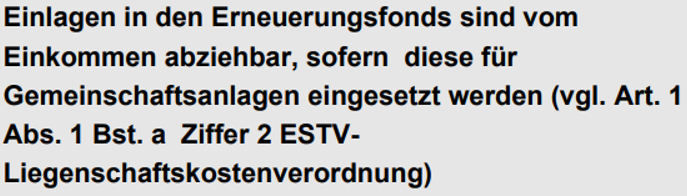 Einlagen in den Erneuerungsfonds sind vom
Einkommen abziehbar, sofern  diese für
Gemeinschaftsanlagen eingesetzt werden (vgl. Art. 1
Abs. 1 Bst. a  Ziffer 2 ESTV-
Liegenschaftskostenverordnung)